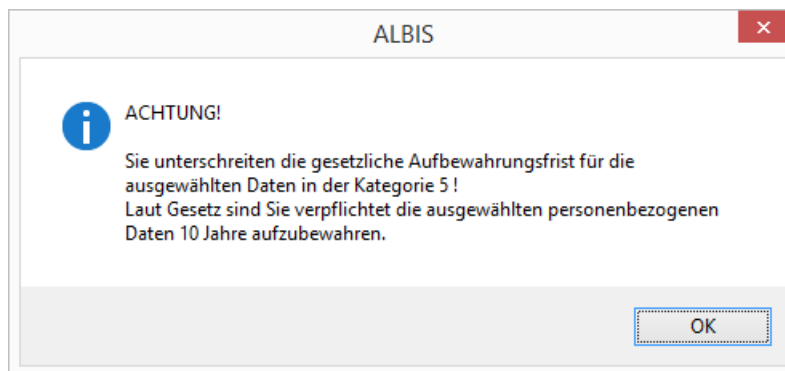 ALBIS
ACHTUNG!
Sie unterschreiten die gesetzliche Aufbewahrungsfrist für die
ausgewählten Daten in der Kategorie 5 !
Laut Gesetz sind Sie verpflichtet die ausgewählten personenbezogenen
Daten 10 Jahre aufzubewahren.
OK